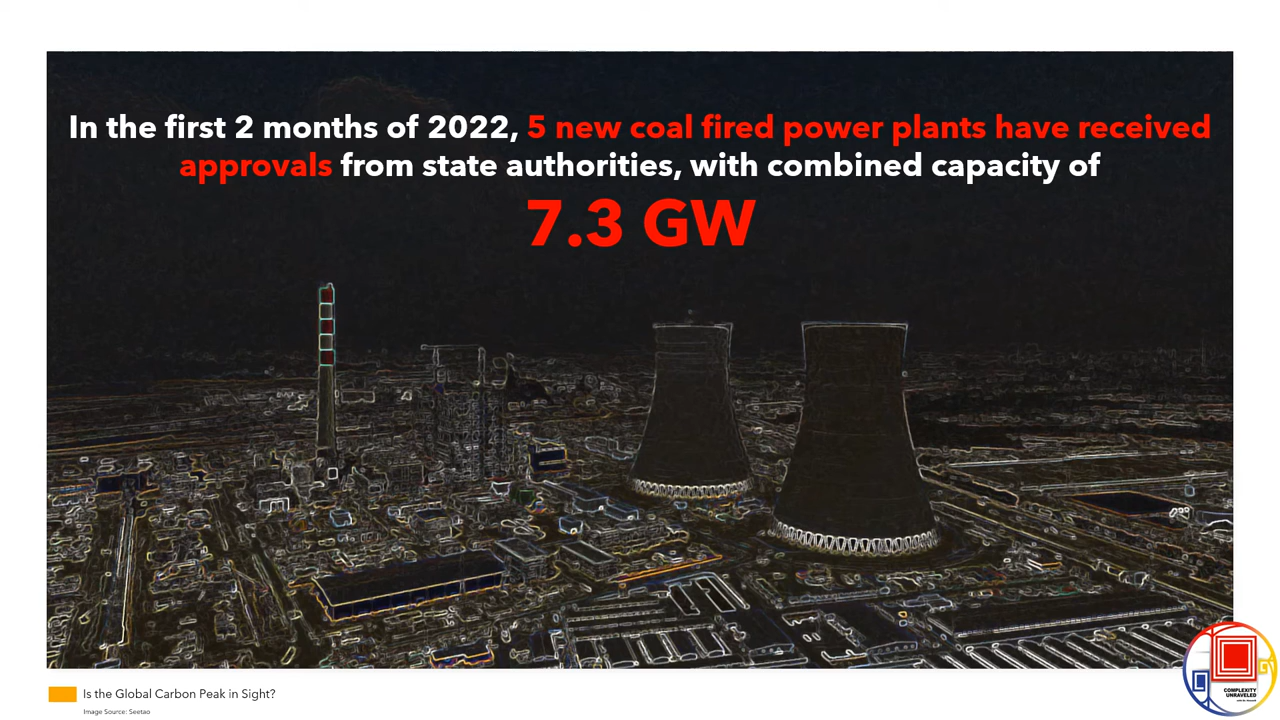 In the first 2 months of 2022, 5 new coal fired power plants have received
approvals from state authorities, with combined capacity of
7.3 GW
Is the Global Carbon Peak in Sight?
Image Source: Seetao
COMPLEXITY
UNRAVELED